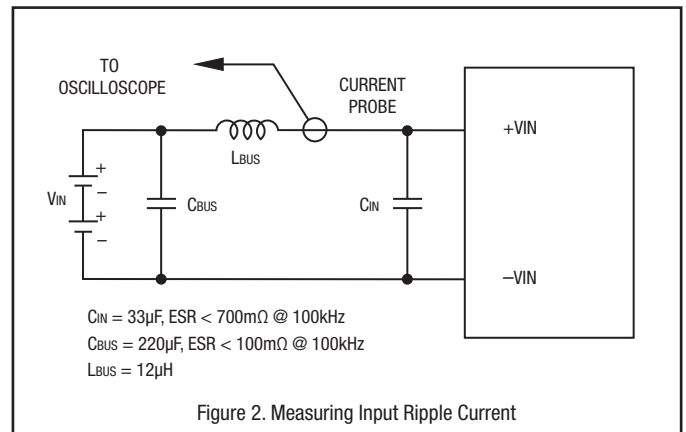 TO
OSCILLOSCOPE
CURRENT
PROBE
+VIN
LBUS
+
VIN
−
+
−
CBUS
CIN
−VIN
CIN = 33µF, ESR < 700mΩ @ 100kHz
CBUS = 220µF, ESR < 100mΩ @ 100kHz
LBUS = 12µH
Figure 2. Measuring Input Ripple Current